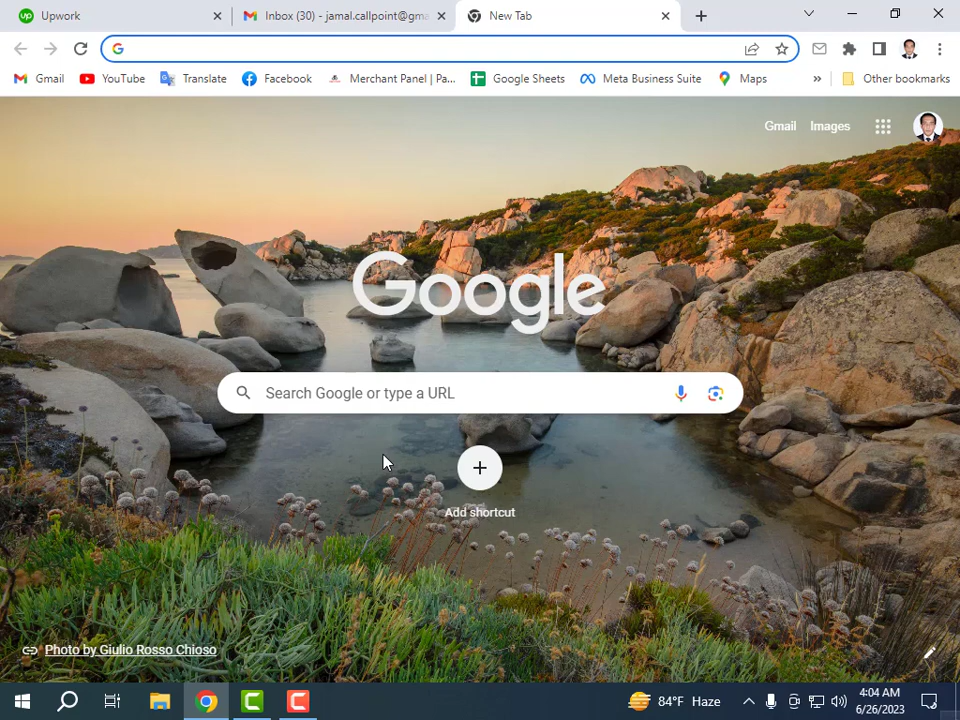 up Upwork
Inbox (30) - jamal.callpoint@gma
New Tab
Gmail
YouTube
Translate
Facebook
Merchant Panel | Pa...
Google Sheets
Meta Business Suite
Maps
»
Other bookmarks
Gmail
Images
Google
Search Google or type a URL
Add shortcut
Photo by Giulio Rosso Chioso
84°F Haze
4:04 AM
6/26/2023